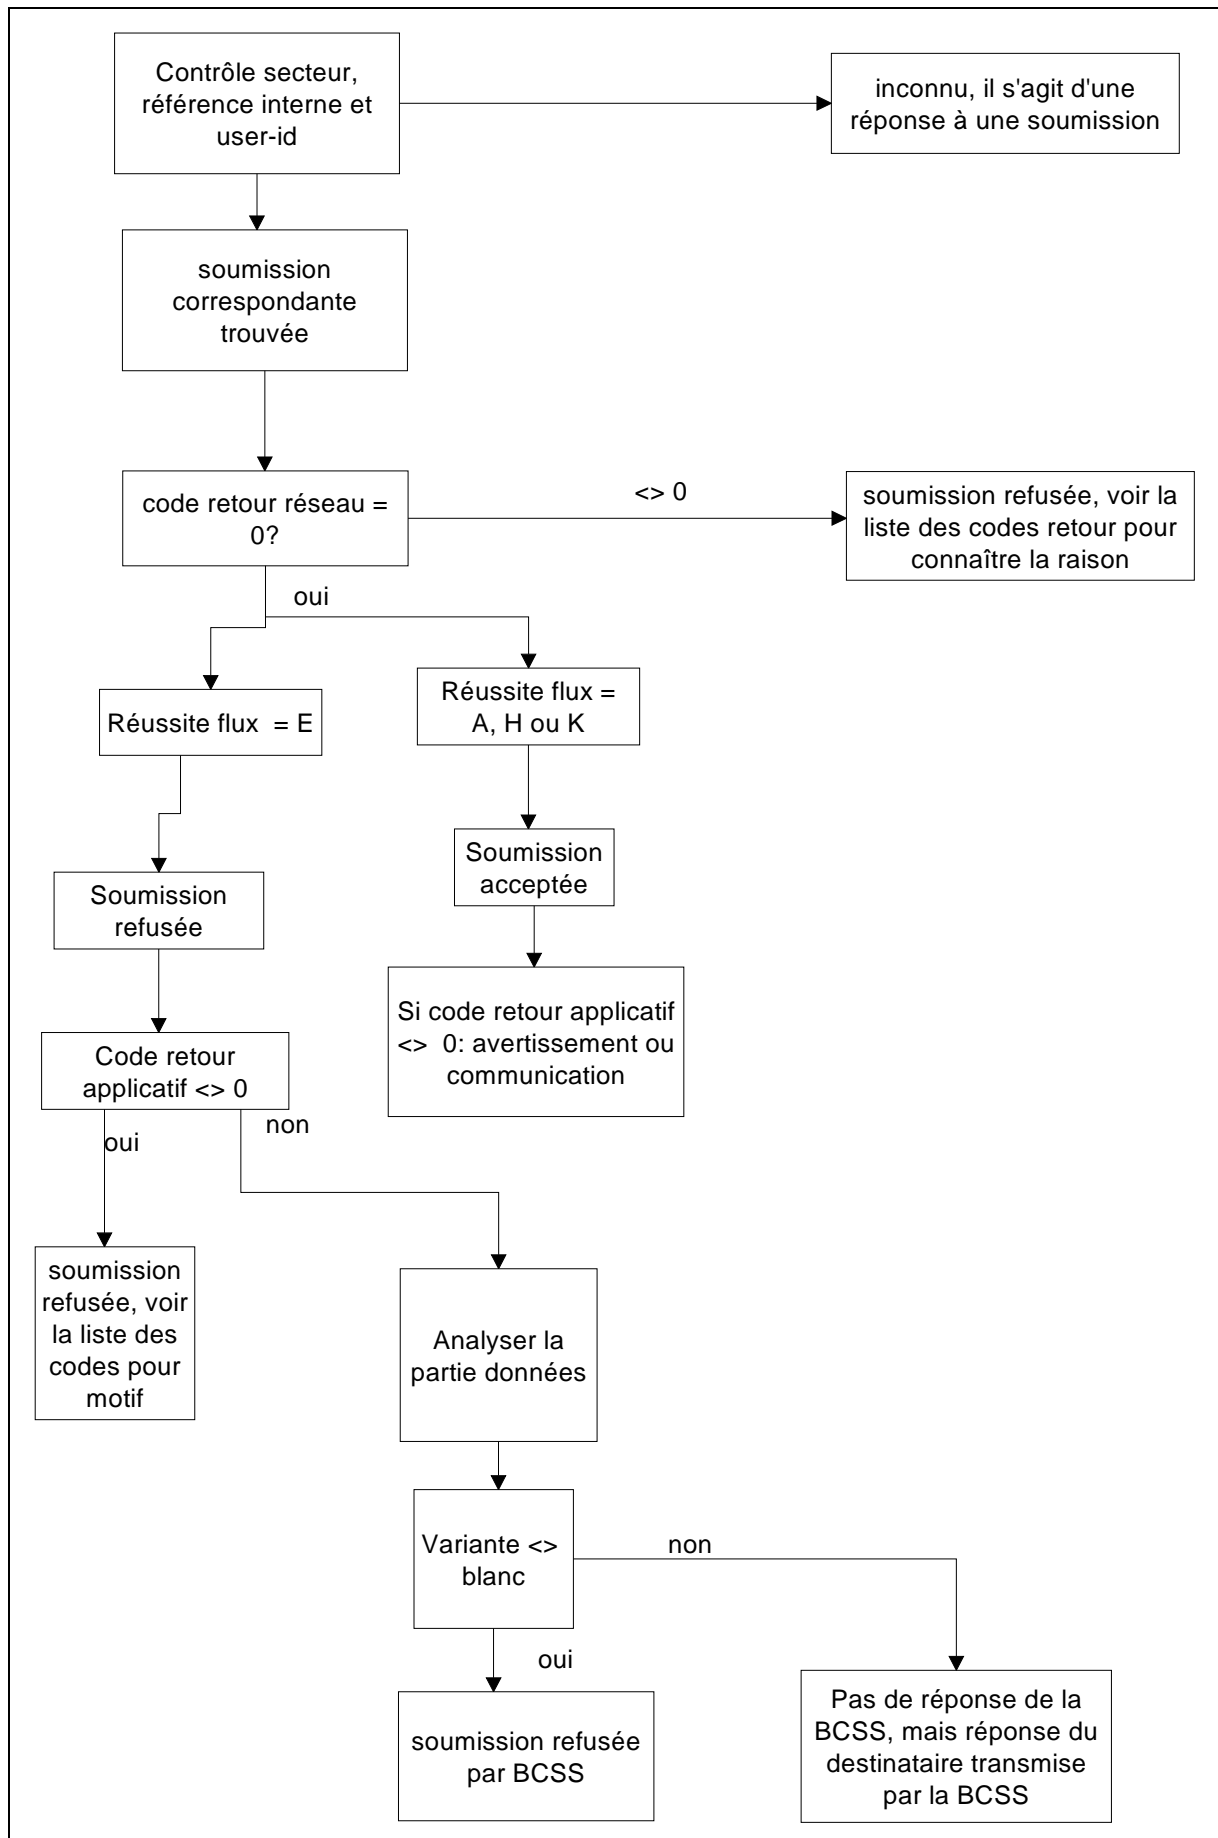 Contrôle secteur,
référence interne et
user-id
inconnu, il s'agit d'une
réponse à une soumission
soumission
correspondante
trouvée
code retour réseau =
0?
<> 0
soumission refusée, voir la
liste des codes retour pour
connaître la raison
oui
Réussite flux = E
Réussite flux =
A, H ou K
Soumission
acceptée
Soumission
refusée
Si code retour applicatif
<> 0: avertissement ou
communication
Code retour
applicatif <> 0
oui
non
soumission
refusée, voir
la liste des
codes pour
motif
Analyser la
partie données
Variante <>
blanc
non
oui
soumission refusée
par BCSS
Pas de réponse de la
BCSS, mais réponse du
destinataire transmise
par la BCSS